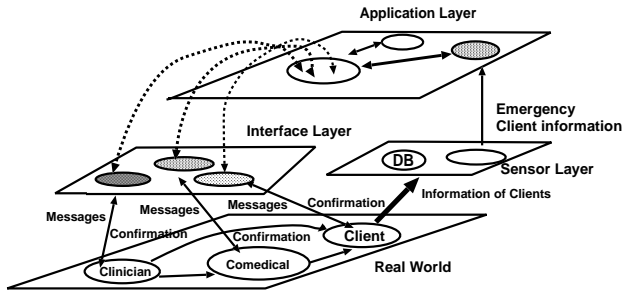 Application Layer
Emergency
Client information
Interface Layer
DB
Sensor Layer
Messages
Messages
Messages
Confirmation
Information of Clients
Confirmation
Confirmation
Client
Clinician
Comedical
Real World